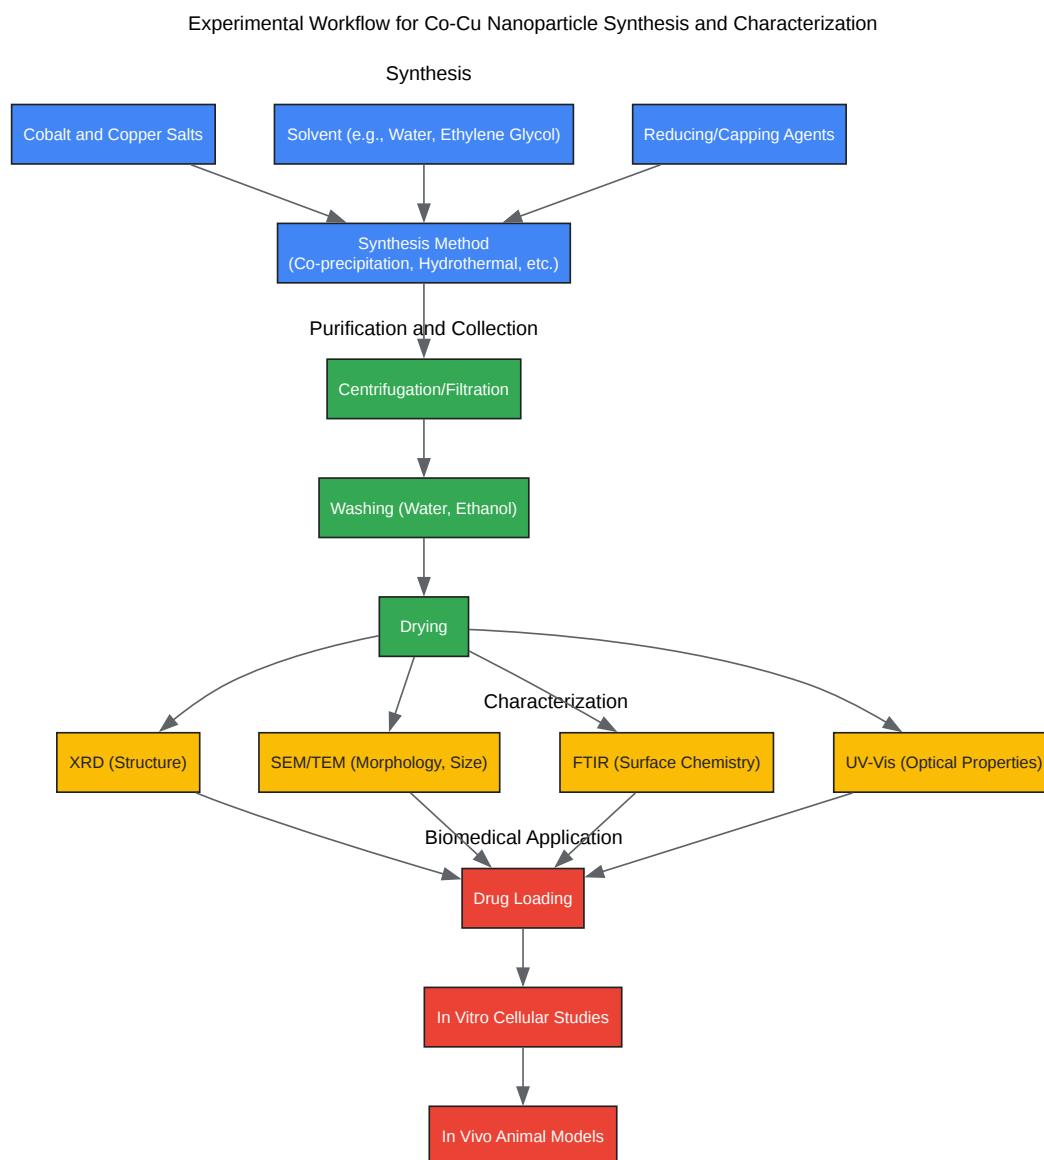 Experimental Workflow for Co-Cu Nanoparticle Synthesis and Characterization
Synthesis
Cobalt and Copper Salts
Solvent (e.g., Water, Ethylene Glycol)
Reducing/Capping Agents
Synthesis Method
(Co-precipitation, Hydrothermal, etc.)
Purification and Collection
Centrifugation/Filtration
Washing (Water, Ethanol)
Drying
Characterization
XRD (Structure)
SEM/TEM (Morphology, Size)
FTIR (Surface Chemistry)
UV-Vis (Optical Properties)
Biomedical Application
Drug Loading
In Vitro Cellular Studies
In Vivo Animal Models